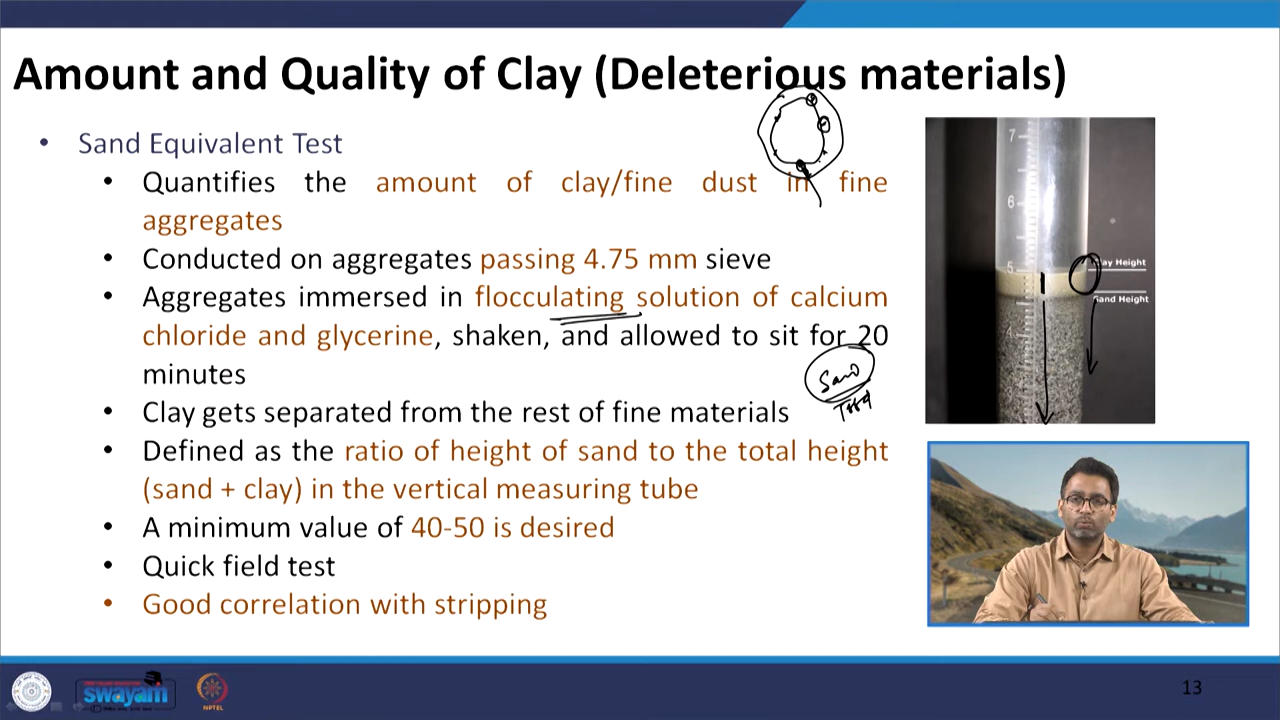 Amount and Quality of Clay (Deleterious materials)
• Sand Equivalent Test
• Quantifies the amount of clay/fine dust in fine
aggregates
• Conducted on aggregates passing 4.75 mm sieve
• Aggregates immersed in flocculating solution of calcium
chloride and glycerine, shaken, and allowed to sit for 20
minutes
• Clay gets separated from the rest of fine materials
• Defined as the ratio of height of sand to the total height
(sand + clay) in the vertical measuring tube
• A minimum value of 40-50 is desired
• Quick field test
• Good correlation with stripping
Sand
7
6
5
Height
Sand Height
4
swayam
NPTEL
13